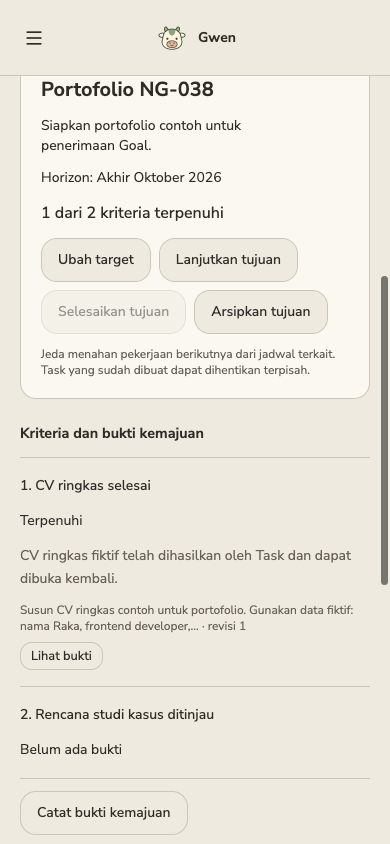 Gwen
Portofolio NG-038
Siapkan portofolio contoh untuk
penerimaan Goal.
Horizon: Akhir Oktober 2026
1 dari 2 kriteria terpenuhi
Ubah target
Lanjutkan tujuan
Selesaikan tujuan
Arsipkan tujuan
Jeda menahan pekerjaan berikutnya dari jadwal terkait.
Task yang sudah dibuat dapat dihentikan terpisah.
Kriteria dan bukti kemajuan
1. CV ringkas selesai
Terpenuhi
CV ringkas fiktif telah dihasilkan oleh Task dan dapat
dibuka kembali.
Susun CV ringkas contoh untuk portofolio. Gunakan data fiktif:
nama Raka, frontend developer,... · revisi 1
Lihat bukti
2. Rencana studi kasus ditinjau
Belum ada bukti
Catat bukti kemajuan